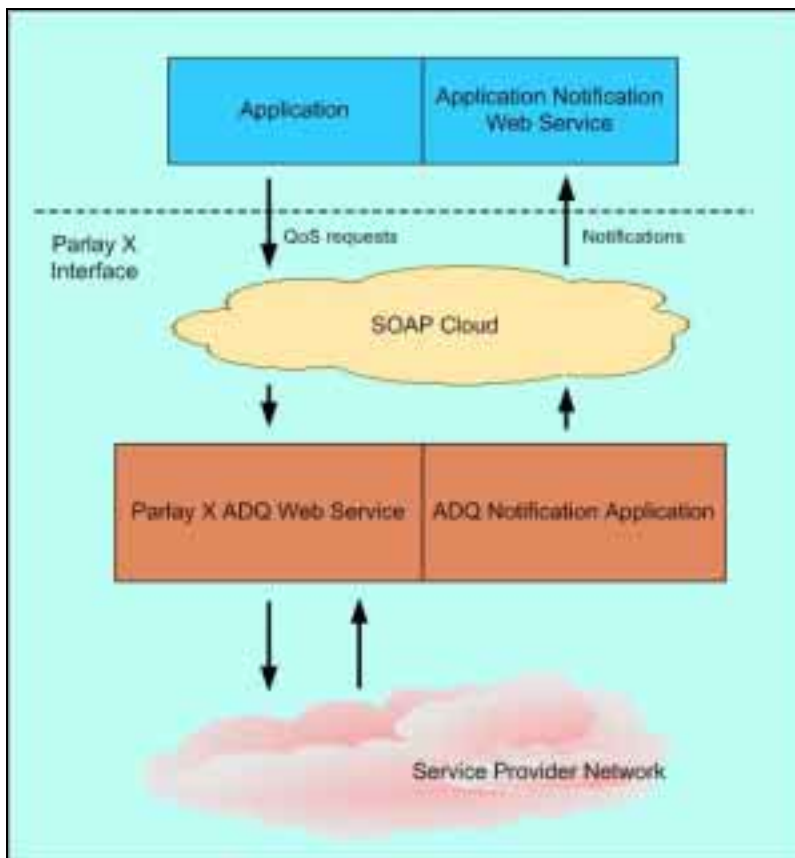 Application
Application Notification
Web Service
QoS requests
Notifications
Parlay X
Interface
SOAP Cloud
Parlay X ADQ Web Service
ADQ Notification Application
Service Provider Network